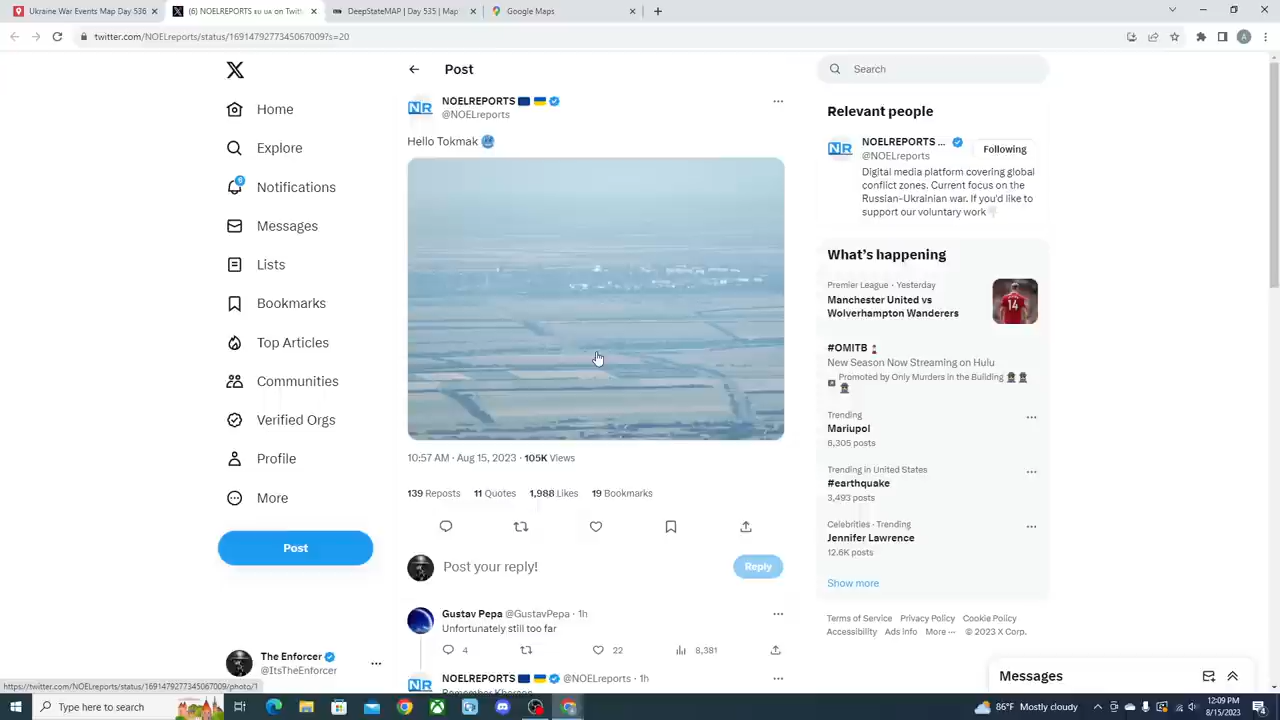 Ukraine War Events Map Day 536
(6) NOELREPORTS EU UA on Twit
DeepStateMAP | Day 535 | Map
Google Maps
twitter.com/NOELreports/status/1691479277345067009?s=20
A
Post
Search
NOELREPORTS
@NOELreports
Hello Tokmak
Home
Explore
Notifications
Messages
Lists
Bookmarks
Top Articles
Communities
Verified Orgs
Profile
More
Post
The Enforcer
@ItsTheEnforcer
10:57 AM · Aug 15, 2023 · 105K Views
139 Reposts 11 Quotes 1,988 Likes 19 Bookmarks
Post your reply!
Reply
Gustav Pepa @GustavPepa · 1h
Unfortunately still too far
4 22 8,381
NOELREPORTS @NOELreports · 1h
Remember Kherson
Relevant people
NOELREPORTS ...
@NOELreports
Following
Digital media platform covering global
conflict zones. Current focus on the
Russian-Ukrainian war. If you'd like to
support our voluntary work
What's happening
Premier League · Yesterday
Manchester United vs
Wolverhampton Wanderers
#OMITB
New Season Now Streaming on Hulu
Promoted by Only Murders in the Building
Trending
Mariupol
6,305 posts
Trending in United States
#earthquake
3,493 posts
Celebrities · Trending
Jennifer Lawrence
12.6K posts
Show more
Terms of Service Privacy Policy Cookie Policy
Accessibility Ads info More ··· © 2023 X Corp.
Messages
https://twitter.com/NOELreports/status/1691479277345067009/photo/1
Type here to search
86°F Mostly cloudy
12:09 PM
8/15/2023